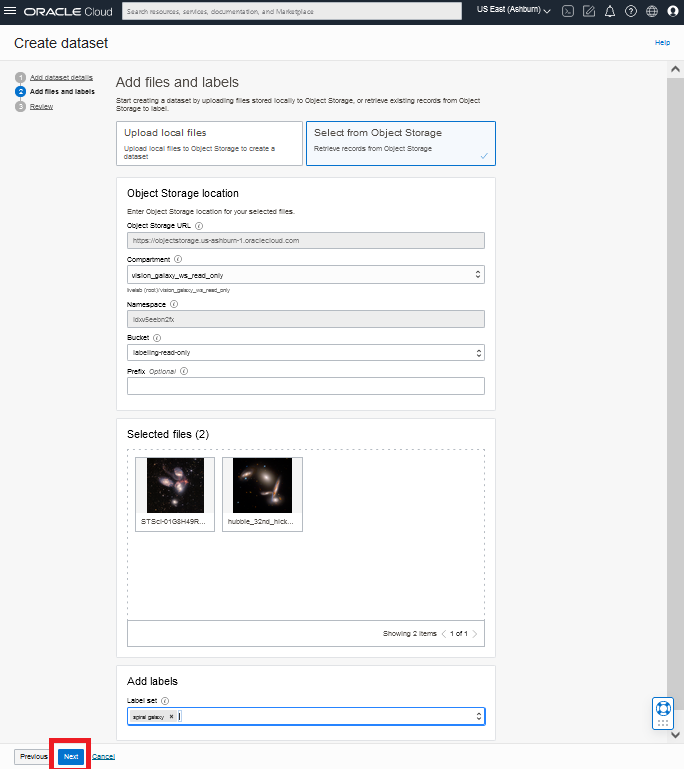 ORACLE Cloud
Search resources, services, documentation, and Marketplace
US East (Ashburn)
Create dataset
Help
1 Add dataset details
2 Add files and labels
3 Review
Add files and labels
Start creating a dataset by uploading files stored locally to Object Storage, or retrieve existing records from Object
Storage to label.
Upload local files
Upload local files to Object Storage to create a
dataset
Select from Object Storage
Retrieve records from Object Storage
Object Storage location
Enter Object Storage location for your selected files.
Object Storage URL
https://objectstorage.us-ashburn-1.oraclecloud.com
Compartment
vision_galaxy_ws_read_only
livelab (root)/vision_galaxy_ws_read_only
Namespace
Bucket
labeling-read-only
Prefix Optional
Selected files (2)
STScI-01G8H49R...
hubble_32nd_hick...
Showing 2 items 1 of 1
Add labels
Label set
spiral galaxy ×
Previous
Next
Cancel